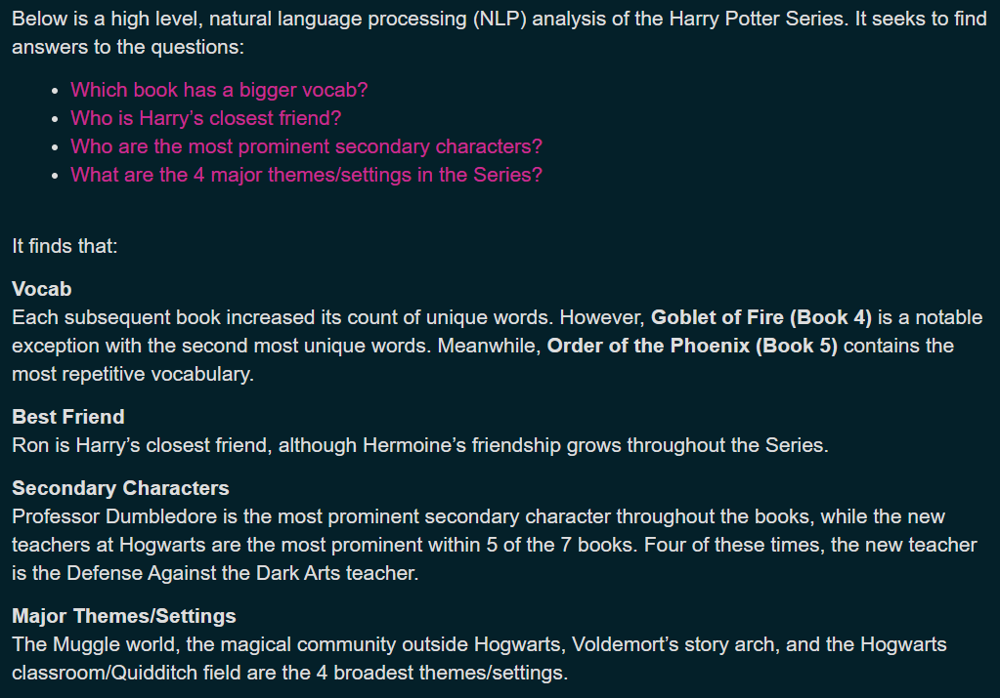 Below is a high level, natural language processing (NLP) analysis of the Harry Potter Series. It seeks to find
answers to the questions:
• Which book has a bigger vocab?
• Who is Harry's closest friend?
• Who are the most prominent secondary characters?
• What are the 4 major themes/settings in the Series?
It finds that:
Vocab
Each subsequent book increased its count of unique words. However, Goblet of Fire (Book 4) is a notable
exception with the second most unique words. Meanwhile, Order of the Phoenix (Book 5) contains the
most repetitive vocabulary.
Best Friend
Ron is Harry's closest friend, although Hermoine's friendship grows throughout the Series.
Secondary Characters
Professor Dumbledore is the most prominent secondary character throughout the books, while the new
teachers at Hogwarts are the most prominent within 5 of the 7 books. Four of these times, the new teacher
is the Defense Against the Dark Arts teacher.
Major Themes/Settings
The Muggle world, the magical community outside Hogwarts, Voldemort's story arch, and the Hogwarts
classroom/Quidditch field are the 4 broadest themes/settings.